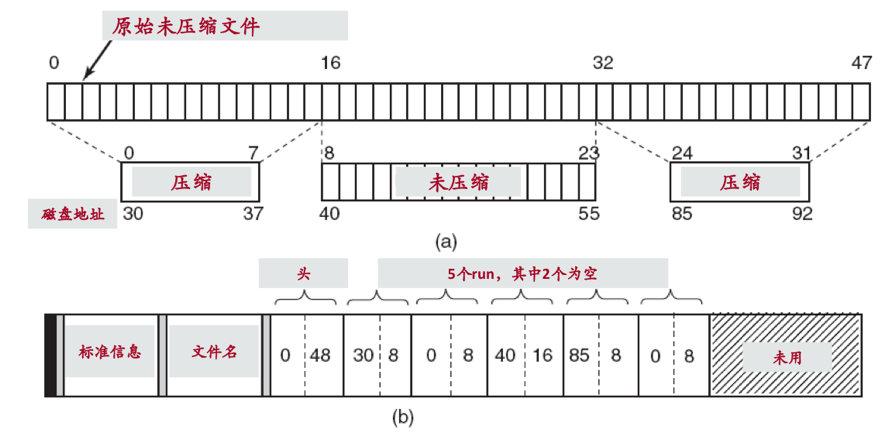 原始未压缩文件
0 16 32 47
0 7 8 23 24 31
压缩 未压缩 压缩
磁盘地址 30 37 40 55 85 92
(a)
头 5个run，其中2个为空
标准信息 文件名 0 48 30 8 0 8 40 16 85 8 0 8 未用
(b)